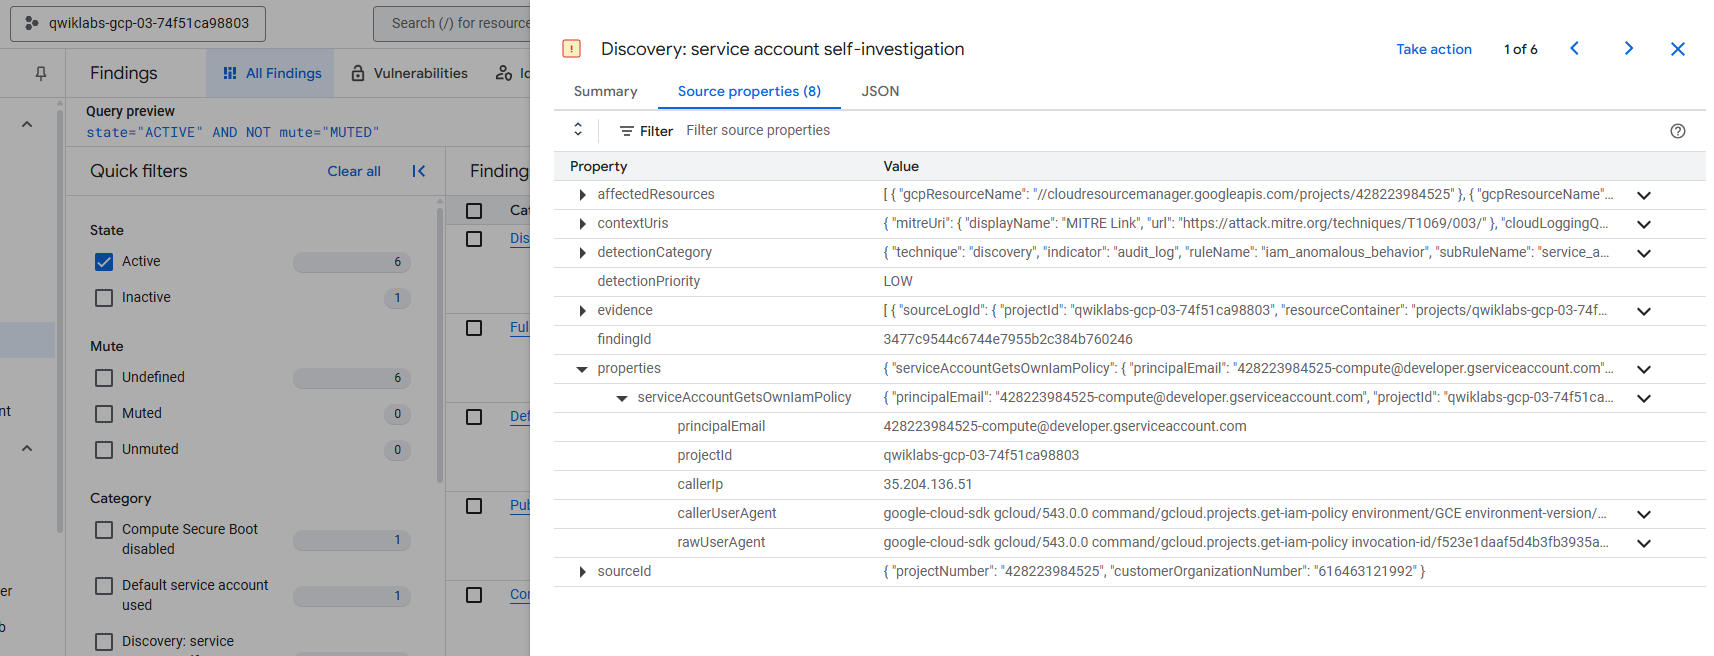 qwiklabs-gcp-03-74f51ca98803
Search (/) for resource
Findings
All Findings
Vulnerabilities
Query preview
state="ACTIVE" AND NOT mute="MUTED"
Quick filters
Clear all
State
Active 6
Inactive 1
Mute
Undefined 6
Muted 0
Unmuted 0
Category
Compute Secure Boot
disabled 1
Default service account
used 1
Discovery: service
Finding
Cat
Dis
Ful
Def
Pub
Cor
Discovery: service account self-investigation
Take action 1 of 6
Summary Source properties (8) JSON
Filter Filter source properties
Property Value
affectedResources [ { "gcpResourceName": "//cloudresourcemanager.googleapis.com/projects/428223984525" }, { "gcpResourceName"...
contextUris { "mitreUri": { "displayName": "MITRE Link", "url": "https://attack.mitre.org/techniques/T1069/003/" }, "cloudLoggingQ...
detectionCategory { "technique": "discovery", "indicator": "audit_log", "ruleName": "iam_anomalous_behavior", "subRuleName": "service_a...
detectionPriority LOW
evidence [ { "sourceLogId": { "projectId": "qwiklabs-gcp-03-74f51ca98803", "resourceContainer": "projects/qwiklabs-gcp-03-74f...
findingId 3477c9544c6744e7955b2c384b760246
properties { "serviceAccountGetsOwnIamPolicy": { "principalEmail": "428223984525-compute@developer.gserviceaccount.com"...
serviceAccountGetsOwnIamPolicy { "principalEmail": "428223984525-compute@developer.gserviceaccount.com", "projectId": "qwiklabs-gcp-03-74f51ca...
principalEmail 428223984525-compute@developer.gserviceaccount.com
projectId qwiklabs-gcp-03-74f51ca98803
callerIp 35.204.136.51
callerUserAgent google-cloud-sdk gcloud/543.0.0 command/gcloud.projects.get-iam-policy environment/GCE environment-version/...
rawUserAgent google-cloud-sdk gcloud/543.0.0 command/gcloud.projects.get-iam-policy invocation-id/f523e1daaf5d4b3fb3935a...
sourceId { "projectNumber": "428223984525", "customerOrganizationNumber": "616463121992" }